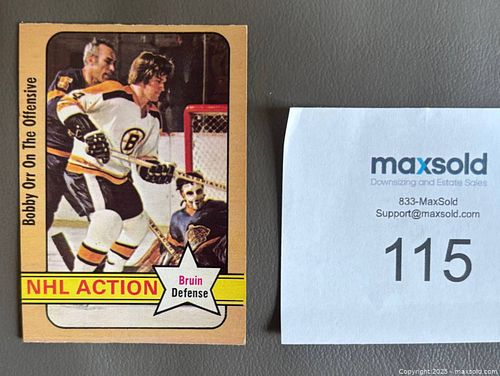 Bobby Orr On The Offensive
4
B
NHL ACTION
Bruin
Defense
maxsold
Downsizing and Estate Sales
833-MaxSold
Support@maxsold.com
115
Copyright 2025 - maxsold.com